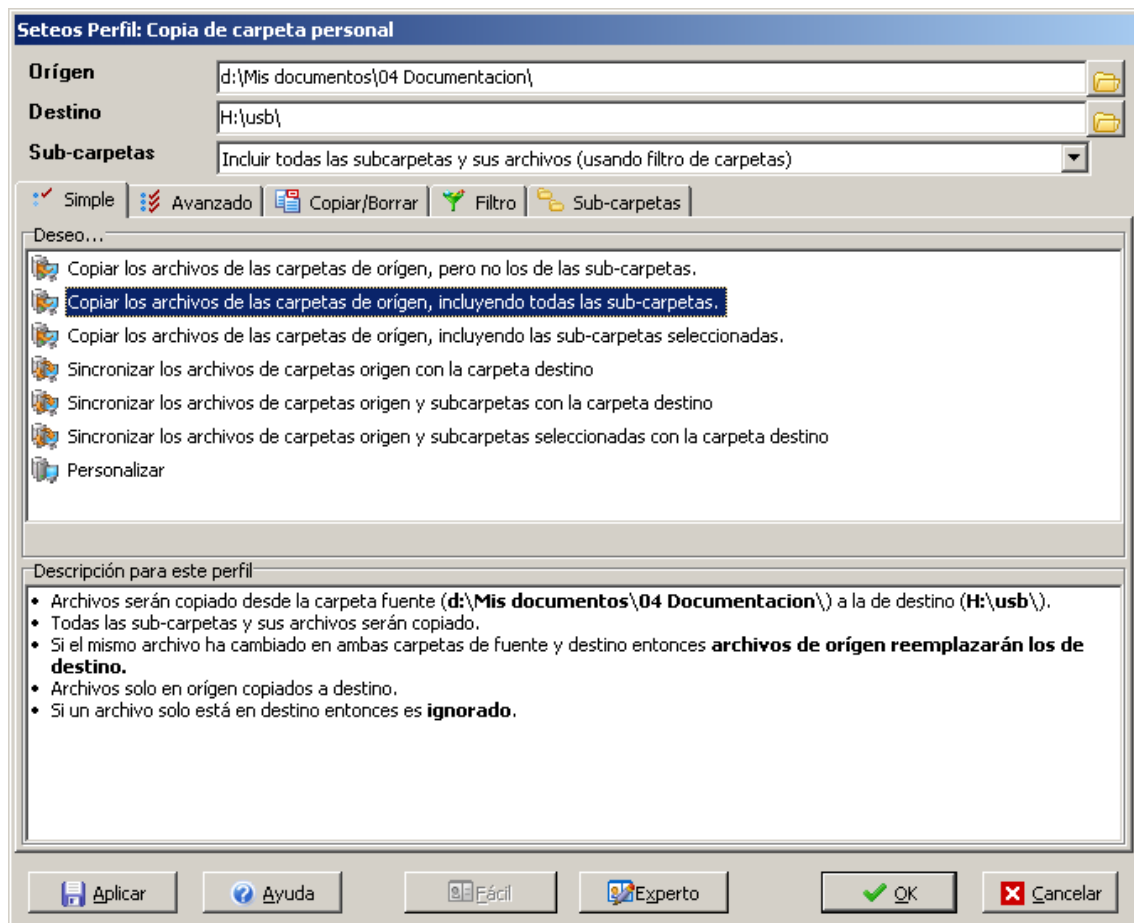 Seteos Perfil: Copia de carpeta personal
Orígen
d:\Mis documentos\04 Documentacion\
Destino
H:\usb\
Sub-carpetas
Incluir todas las subcarpetas y sus archivos (usando filtro de carpetas)
Simple Avanzado Copiar/Borrar Filtro Sub-carpetas
Deseo...
Copiar los archivos de las carpetas de orígen, pero no los de las sub-carpetas.
Copiar los archivos de las carpetas de orígen, incluyendo todas las sub-carpetas.
Copiar los archivos de las carpetas de orígen, incluyendo las sub-carpetas seleccionadas.
Sincronizar los archivos de carpetas origen con la carpeta destino
Sincronizar los archivos de carpetas origen y subcarpetas con la carpeta destino
Sincronizar los archivos de carpetas origen y subcarpetas seleccionadas con la carpeta destino
Personalizar
Descripción para este perfil
• Archivos serán copiado desde la carpeta fuente (d:\Mis documentos\04 Documentacion\) a la de destino (H:\usb\).
• Todas las sub-carpetas y sus archivos serán copiado.
• Si el mismo archivo ha cambiado en ambas carpetas de fuente y destino entonces archivos de orígen reemplazarán los de
destino.
• Archivos solo en orígen copiados a destino.
• Si un archivo solo está en destino entonces es ignorado.
Aplicar Ayuda Fácil Experto OK Cancelar